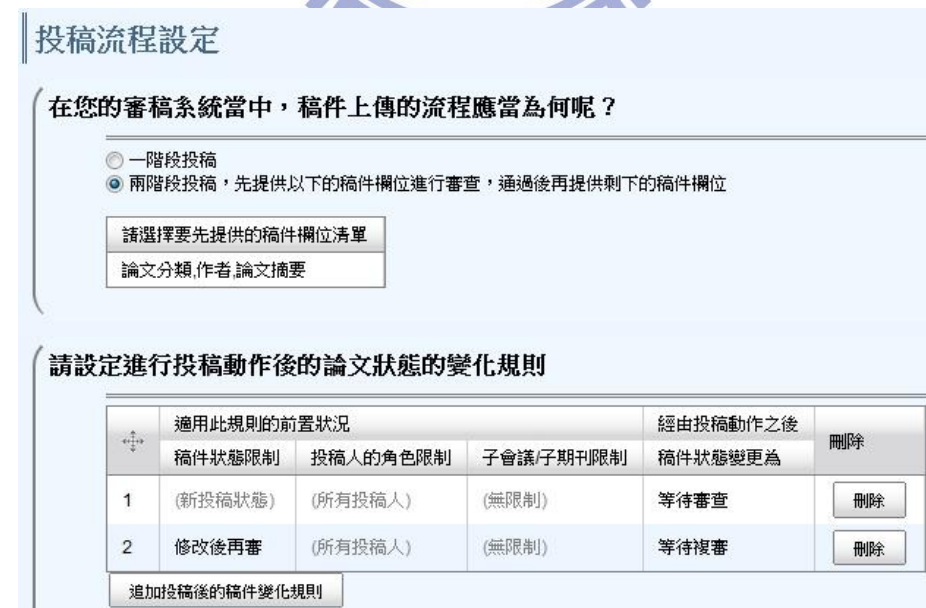 投稿流程設定
在您的審稿系統當中，稿件上傳的流程應當為何呢？
一階段投稿
兩階段投稿，先提供以下的稿件欄位進行審查，通過後再提供剩下的稿件欄位
請選擇要先提供的稿件欄位清單
論文分類,作者,論文摘要
請設定進行投稿動作後的論文狀態的變化規則
適用此規則的前置狀況 經由投稿動作之後 刪除
稿件狀態限制 投稿人的角色限制 子會議/子期刊限制 稿件狀態變更為
1 (新投稿狀態) (所有投稿人) (無限制) 等待審查 刪除
2 修改後再審 (所有投稿人) (無限制) 等待複審 刪除
追加投稿後的稿件變化規則